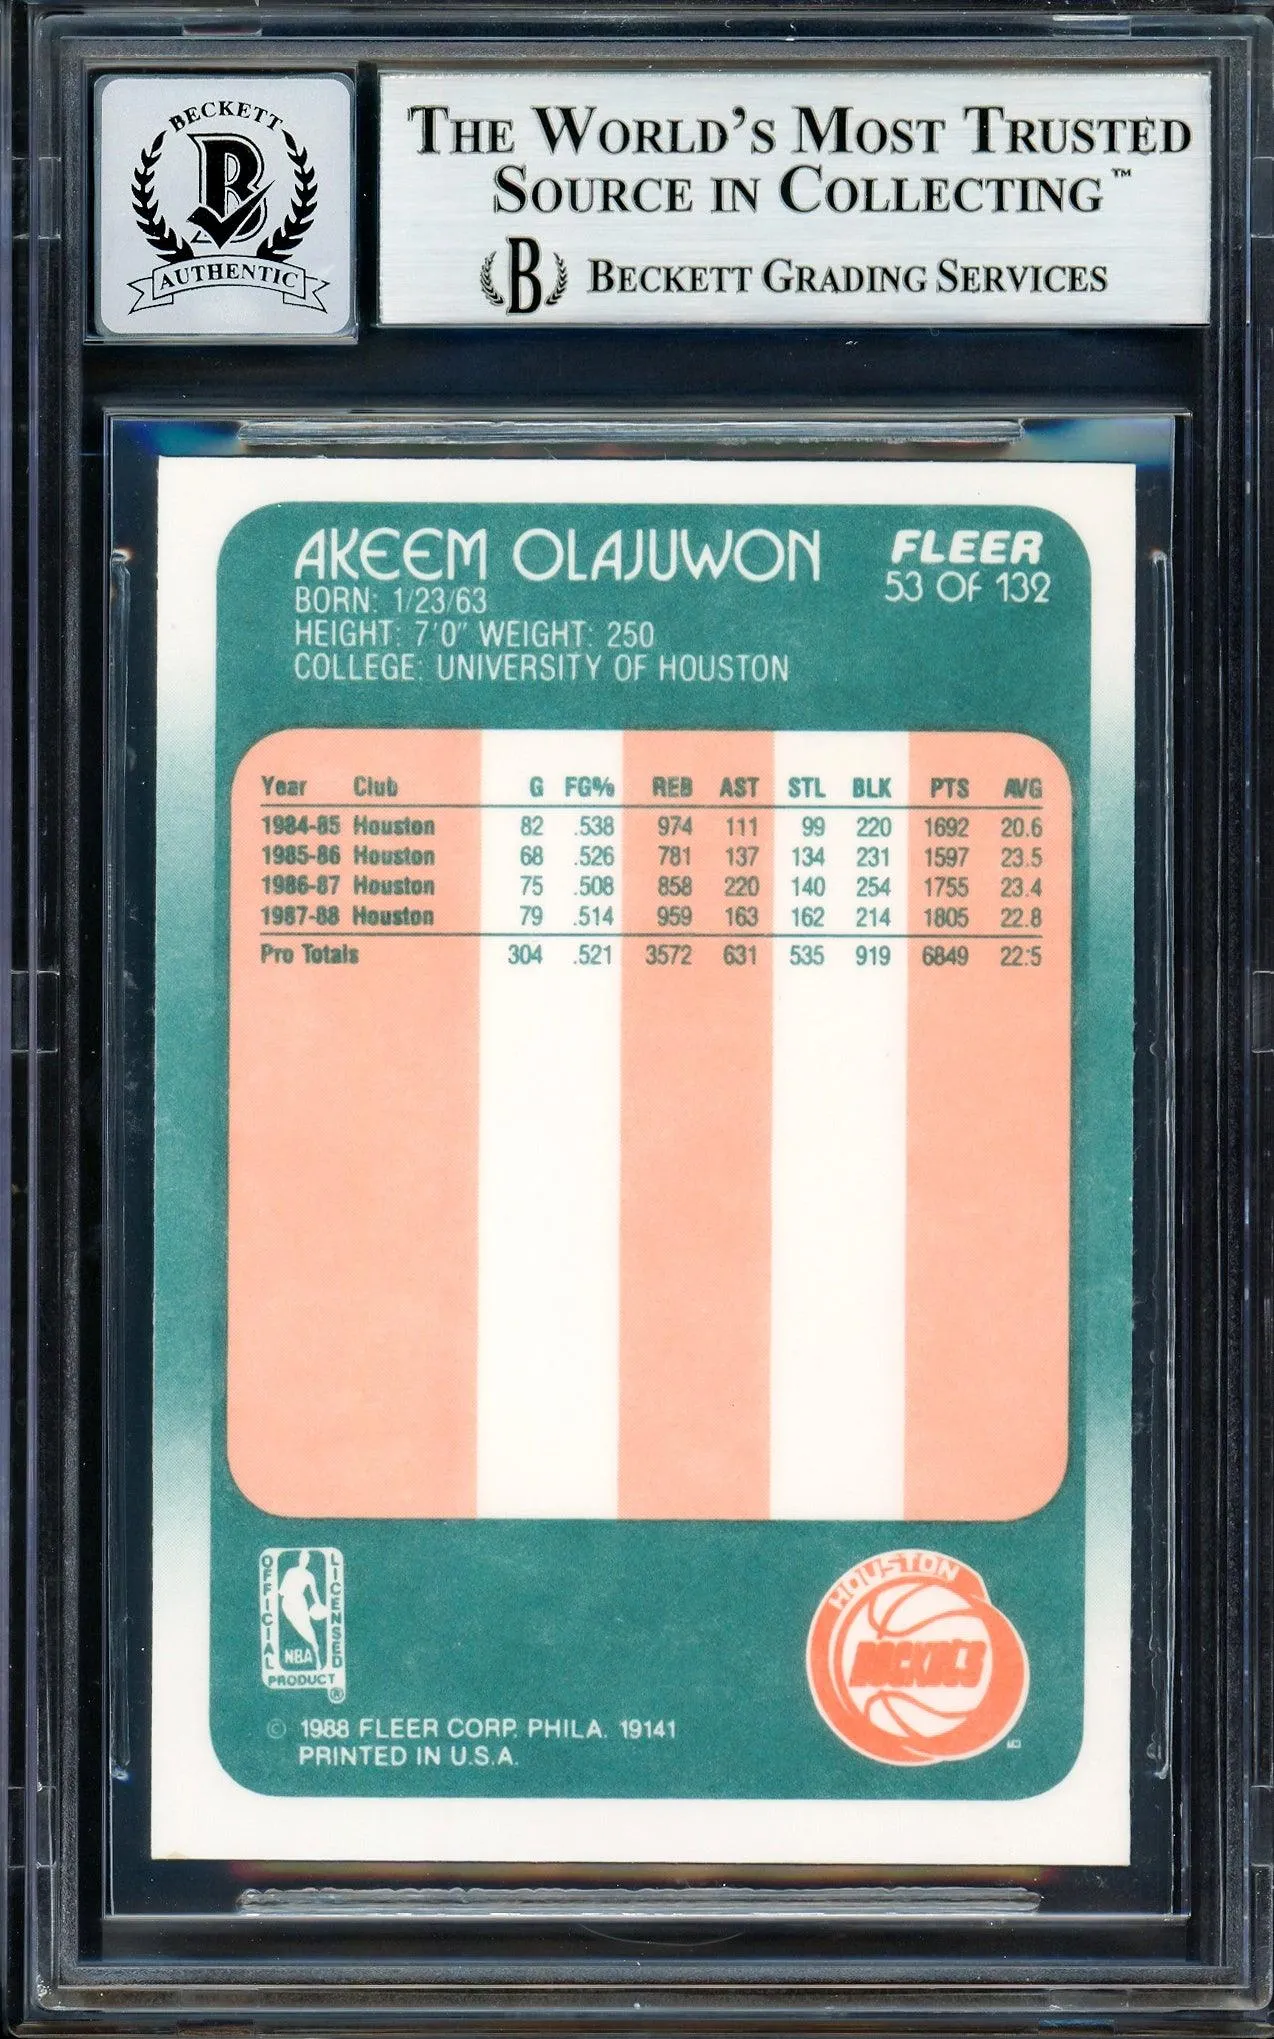 BECKETT
B
AUTHENTIC
THE WORLD'S MOST TRUSTED
SOURCE IN COLLECTING™
B BECKETT GRADING SERVICES
AKEEM OLAJUWON
BORN: 1/23/63
HEIGHT: 7'0" WEIGHT: 250
COLLEGE: UNIVERSITY OF HOUSTON
FLEER
53 OF 132
Year Club G FG% REB AST STL BLK PTS AVG
1984-85 Houston 82 .538 974 111 99 220 1692 20.6
1985-86 Houston 68 .526 781 137 134 231 1597 23.5
1986-87 Houston 75 .508 858 220 140 254 1755 23.4
1987-88 Houston 79 .514 959 163 162 214 1805 22.8
Pro Totals 304 .521 3572 631 535 919 6849 22.5
OFFICIAL
LICENSED
NBA
PRODUCT
®
HOUSTON
ROCKETS
© 1988 FLEER CORP. PHILA. 19141
PRINTED IN U.S.A.